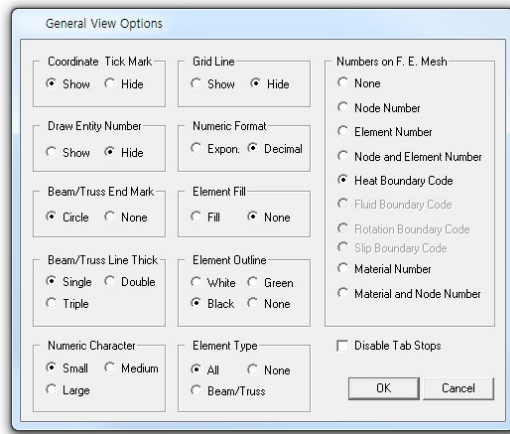 General View Options
Coordinate Tick Mark
Show Hide
Grid Line
Show Hide
Draw Entity Number
Show Hide
Numeric Format
Expon. Decimal
Beam/Truss End Mark
Circle None
Element Fill
Fill None
Beam/Truss Line Thick
Single Double
Triple
Element Outline
White Green
Black None
Numeric Character
Small Medium
Large
Element Type
All None
Beam/Truss
Numbers on F. E. Mesh
None
Node Number
Element Number
Node and Element Number
Heat Boundary Code
Fluid Boundary Code
Rotation Boundary Code
Slip Boundary Code
Material Number
Material and Node Number
Disable Tab Stops
OK Cancel